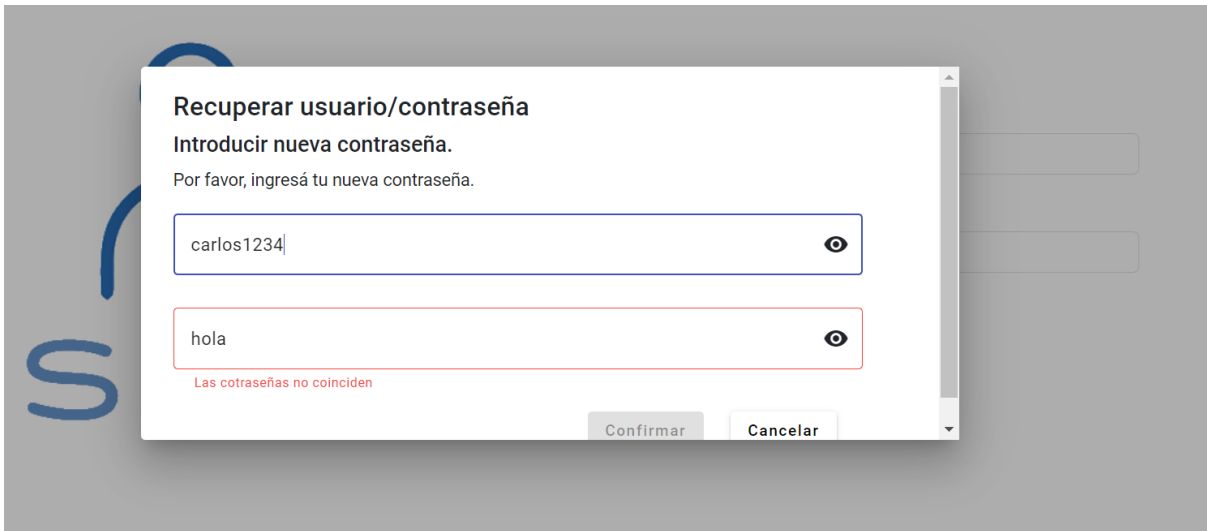 Recuperar usuario/contraseña
Introducir nueva contraseña.
Por favor, ingresá tu nueva contraseña.
carlos1234
hola
Las cotraseñas no coinciden
Confirmar Cancelar
S